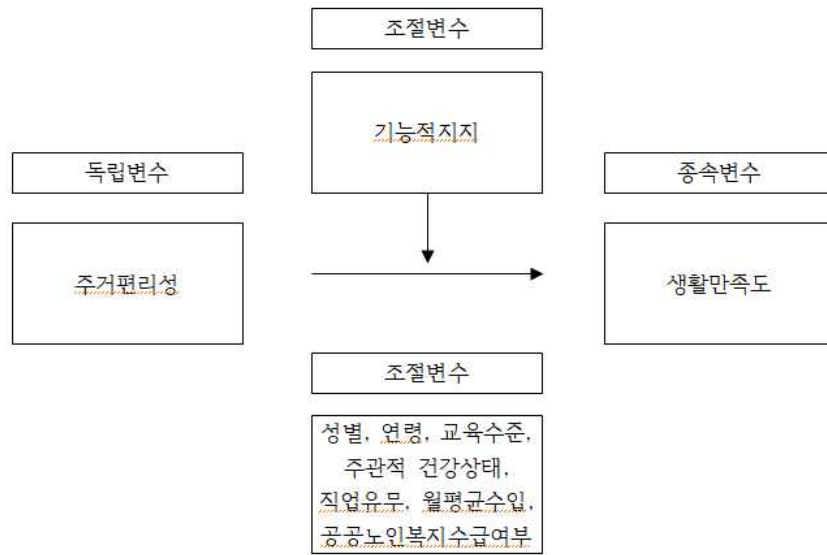 조절변수
기능적지지
독립변수
종속변수
주거편리성
생활만족도
조절변수
성별, 연령, 교육수준,
주관적 건강상태,
직업유무, 월평균수입,
공공노인복지수급여부